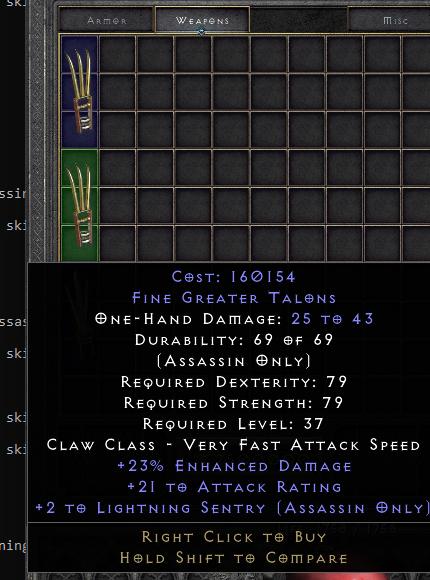 Armor Weapons Misc
Cost: 160154
Fine Greater Talons
One-Hand Damage: 25 to 43
Durability: 69 of 69
(Assassin Only)
Required Dexterity: 79
Required Strength: 79
Required Level: 37
Claw Class - Very Fast Attack Speed
+23% Enhanced Damage
+21 to Attack Rating
+2 to Lightning Sentry (Assassin Only)
Right Click to Buy
Hold Shift to Compare